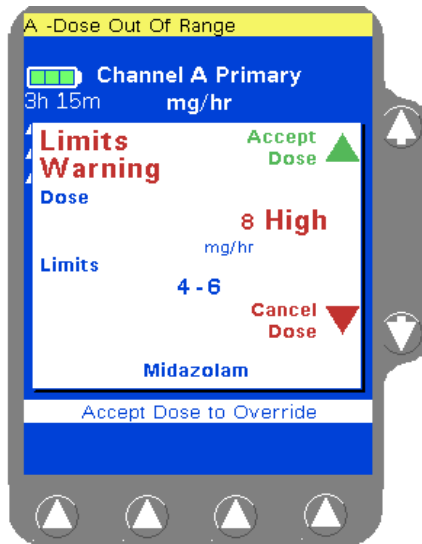 A -Dose Out Of Range
Channel A Primary
3h 15m mg/hr
Limits Warning
Accept Dose
Dose
8 High
mg/hr
Limits
4 - 6
Cancel Dose
Midazolam
Accept Dose to Override